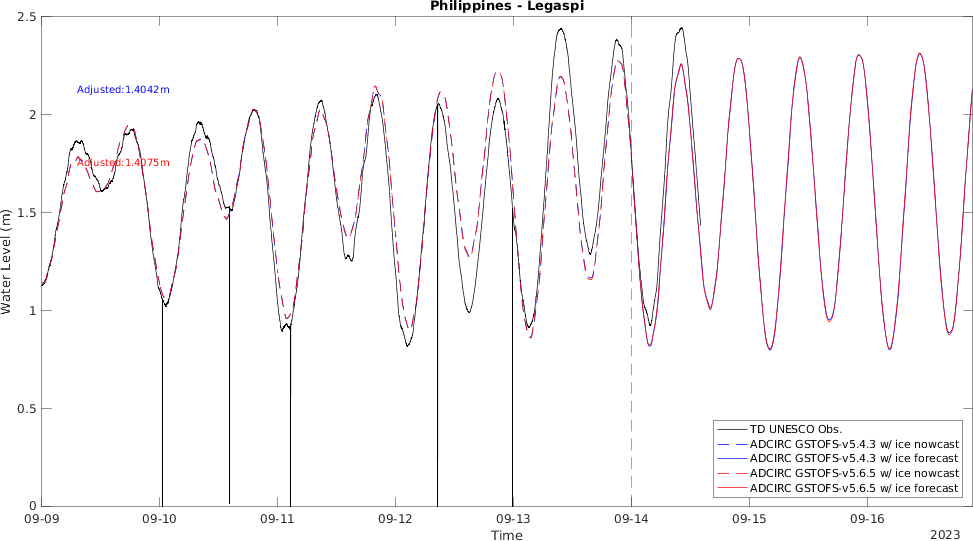 Philippines - Legaspi
2.5
Adjusted:1.4042m
2
Adjusted:1.4075m
1.5
Water Level (m)
1
0.5
TD UNESCO Obs.
ADCIRC GSTOFS-v5.4.3 w/ ice nowcast
ADCIRC GSTOFS-v5.4.3 w/ ice forecast
ADCIRC GSTOFS-v5.6.5 w/ ice nowcast
ADCIRC GSTOFS-v5.6.5 w/ ice forecast
0
09-09 09-10 09-11 09-12 09-13 09-14 09-15 09-16
Time
2023